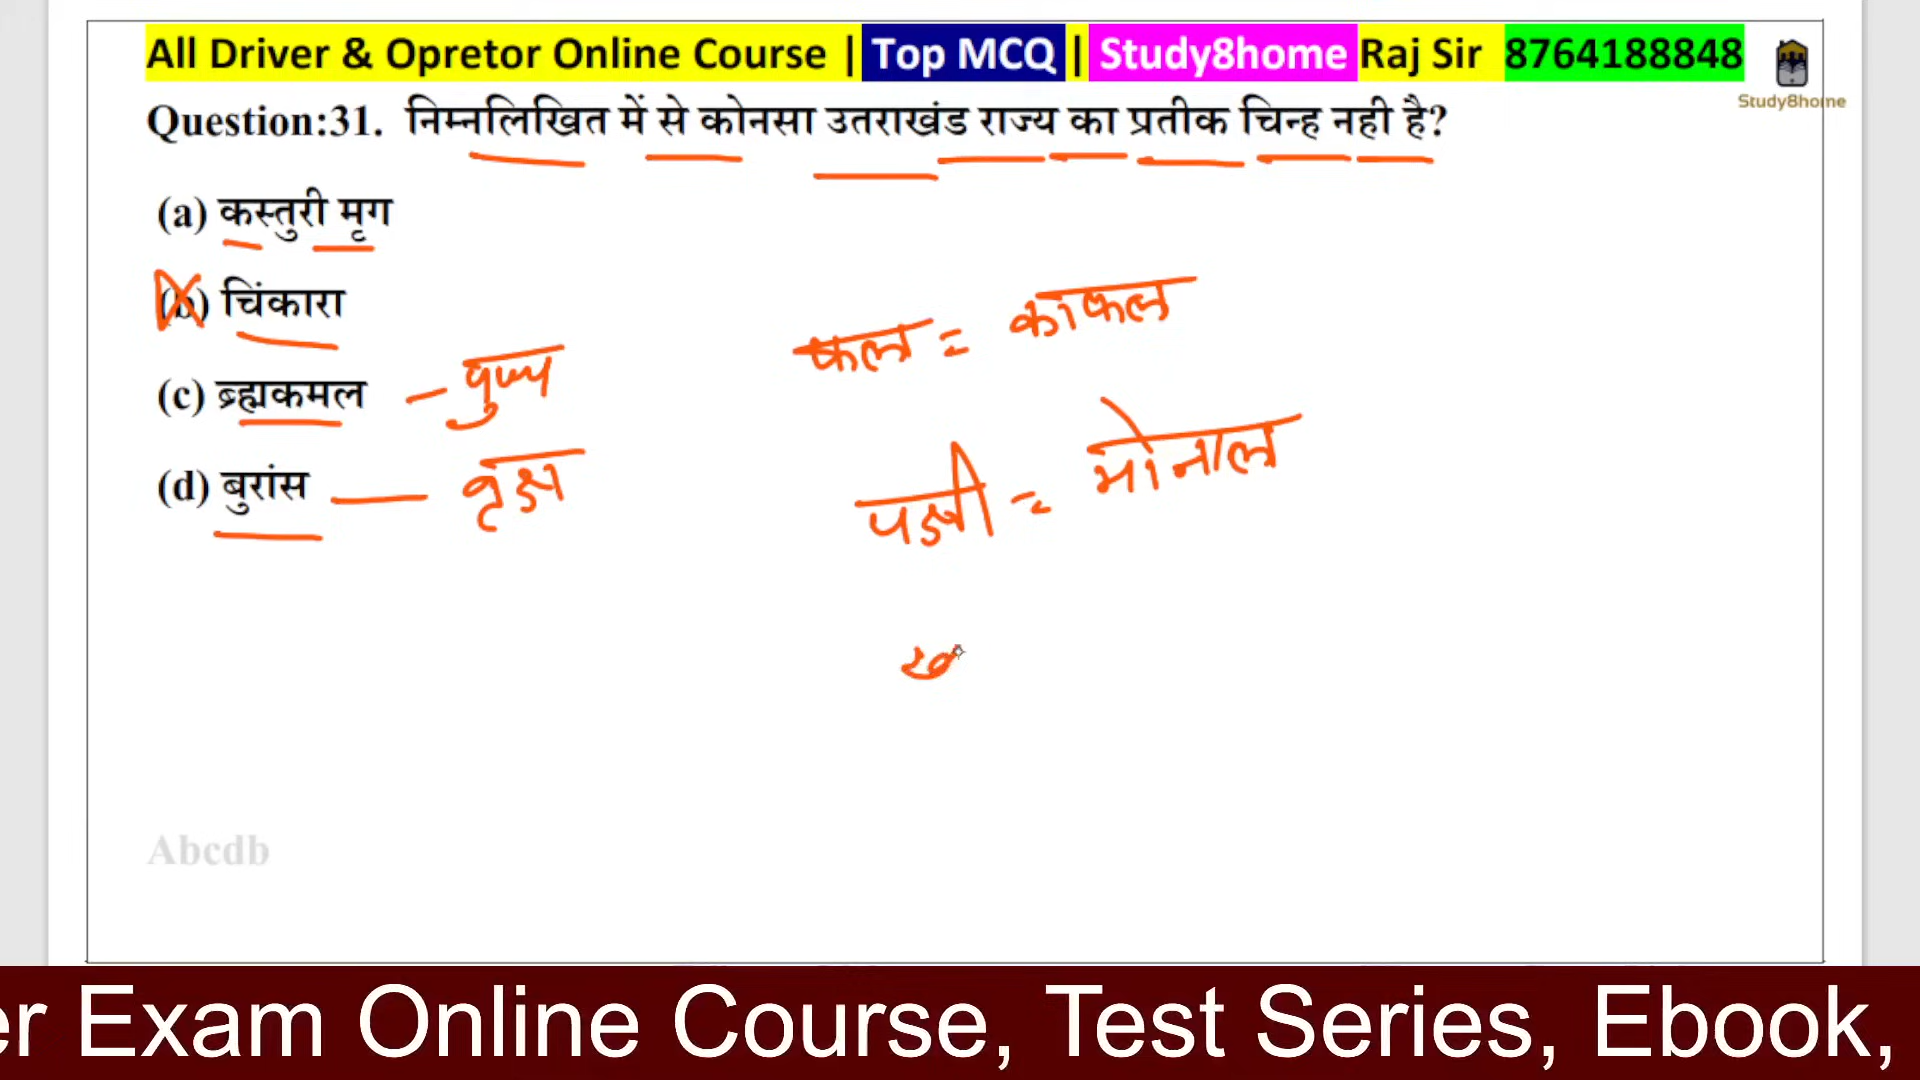 All Driver & Opretor Online Course | Top MCQ | Study8home Raj Sir 8764188848
Study8home
Question:31. निम्नलिखित में से कोनसा उतराखंड राज्य का प्रतीक चिन्ह नही है?
(a) कस्तुरी मृग
(b) चिंकारा
(c) ब्रह्मकमल – पुष्प
(d) बुरांस — वृक्ष
फल = काफल
पक्षी = मोनाल
Abcdb
er Exam Online Course, Test Series, Ebook,